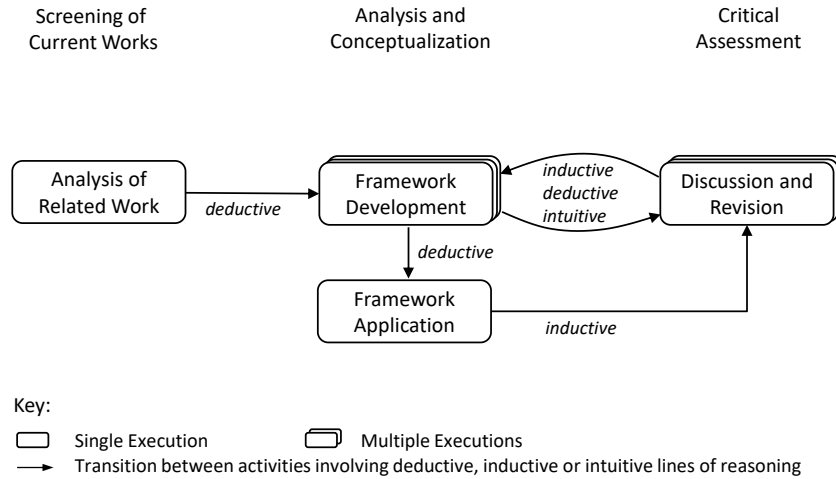 Screening of
Current Works
Analysis and
Conceptualization
Critical
Assessment
Analysis of
Related Work
deductive
Framework
Development
inductive
deductive
intuitive
Discussion and
Revision
deductive
Framework
Application
inductive
Key:
Single Execution
Multiple Executions
Transition between activities involving deductive, inductive or intuitive lines of reasoning